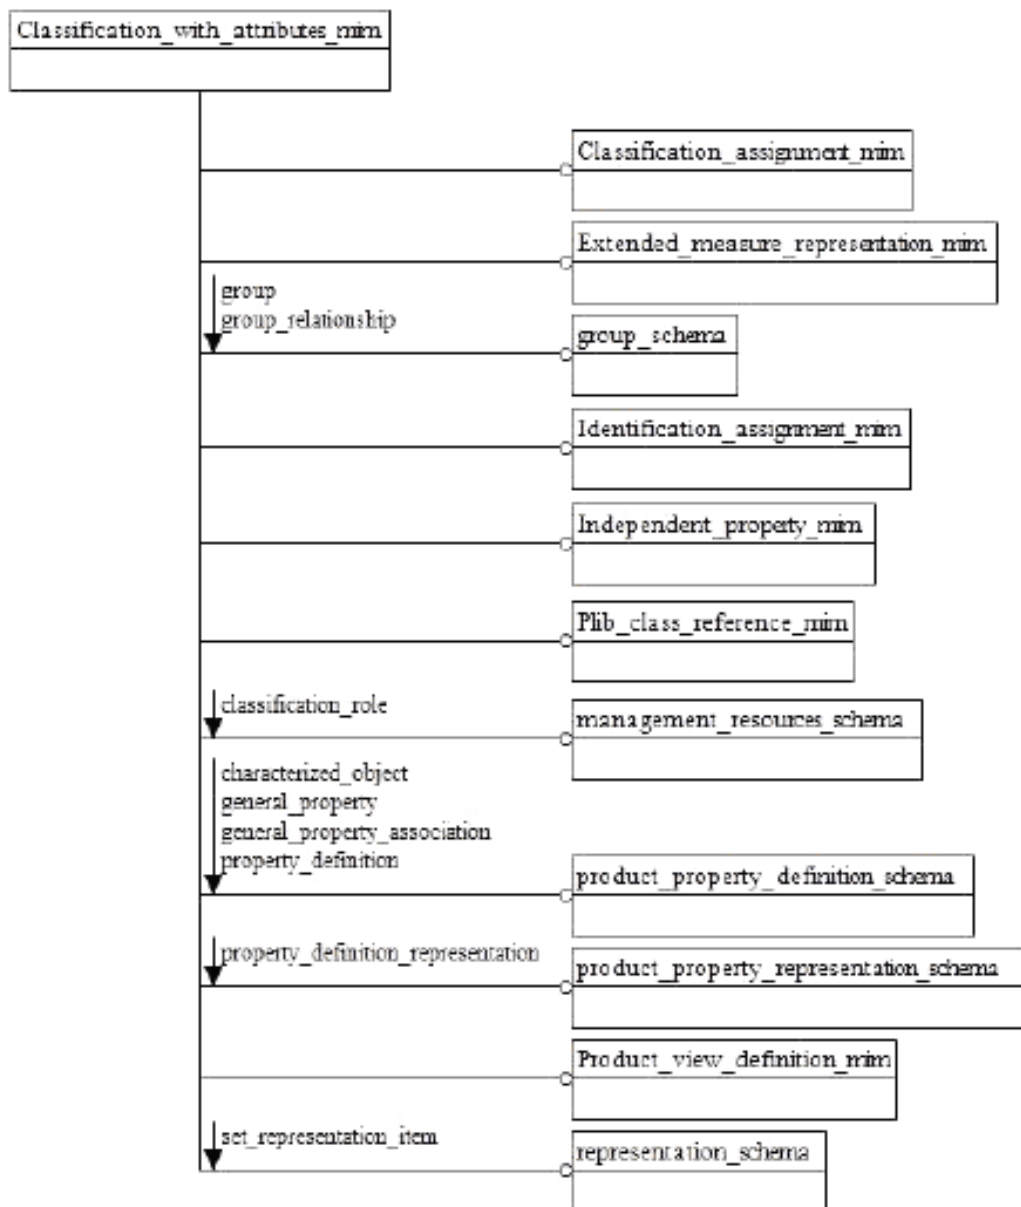 Classification_with_attributes_mim
Classification_assignment_mim
Extended_measure_representation_mim
group
group_relationship
group_schema
Identification_assignment_mim
Independent_property_mim
Plib_class_reference_mim
classification_role
management_resources_schema
characterized_object
general_property
general_property_association
property_definition
product_property_definition_schema
property_definition_representation
product_property_representation_schema
Product_view_definition_mim
set_representation_item
representation_schema